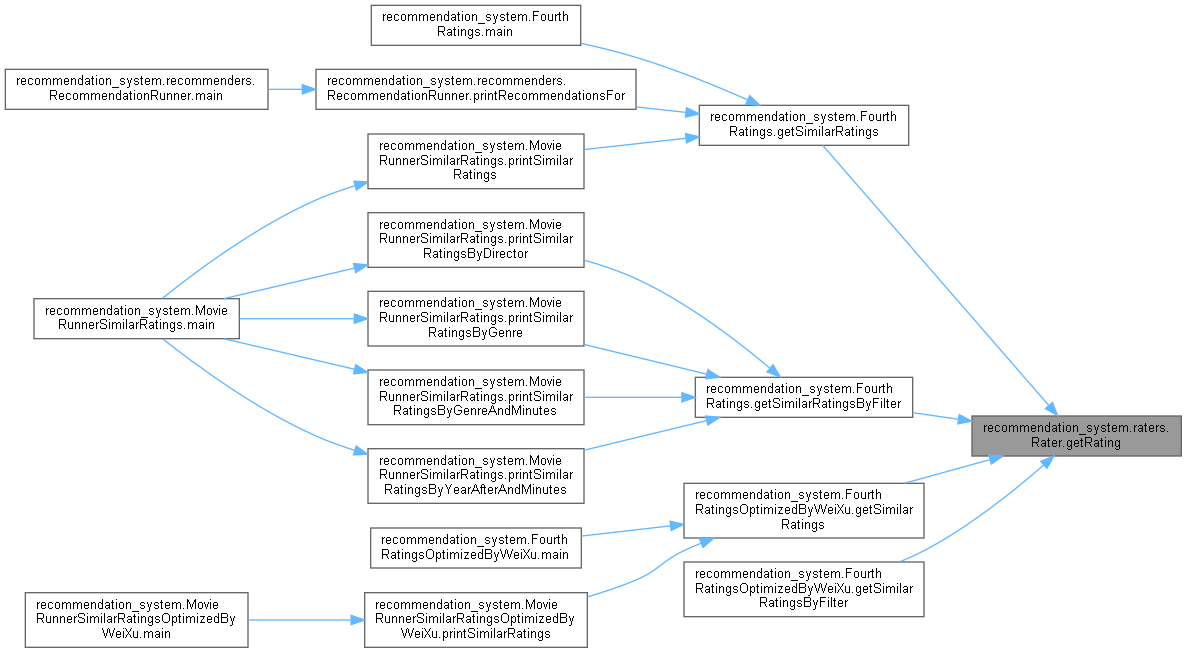 recommendation_system.Fourth
Ratings.main
recommendation_system.recommenders.
RecommendationRunner.main
recommendation_system.recommenders.
RecommendationRunner.printRecommendationsFor
recommendation_system.Fourth
Ratings.getSimilarRatings
recommendation_system.Movie
RunnerSimilarRatings.printSimilar
Ratings
recommendation_system.Movie
RunnerSimilarRatings.printSimilar
RatingsByDirector
recommendation_system.Movie
RunnerSimilarRatings.main
recommendation_system.Movie
RunnerSimilarRatings.printSimilar
RatingsByGenre
recommendation_system.Movie
RunnerSimilarRatings.printSimilar
RatingsByGenreAndMinutes
recommendation_system.Fourth
Ratings.getSimilarRatingsByFilter
recommendation_system.raters.
Rater.getRating
recommendation_system.Movie
RunnerSimilarRatings.printSimilar
RatingsByYearAfterAndMinutes
recommendation_system.Fourth
RatingsOptimizedByWeiXu.getSimilar
Ratings
recommendation_system.Fourth
RatingsOptimizedByWeiXu.main
recommendation_system.Fourth
RatingsOptimizedByWeiXu.getSimilar
RatingsByFilter
recommendation_system.Movie
RunnerSimilarRatingsOptimizedBy
WeiXu.main
recommendation_system.Movie
RunnerSimilarRatingsOptimizedBy
WeiXu.printSimilarRatings